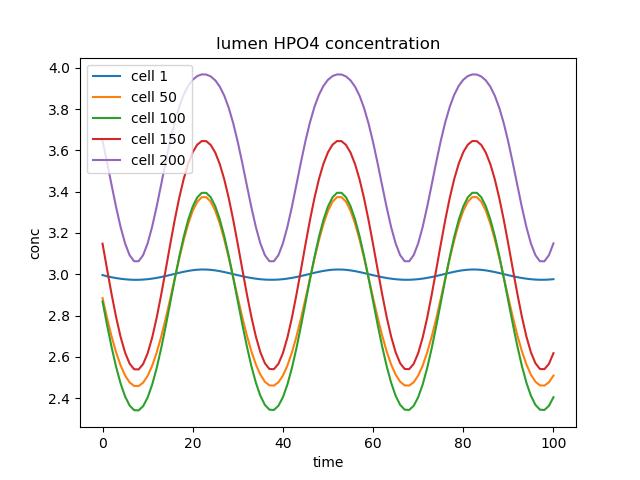 lumen HPO4 concentration
4.0
3.8
3.6
3.4
3.2
3.0
2.8
2.6
2.4
conc
cell 1
cell 50
cell 100
cell 150
cell 200
0 20 40 60 80 100
time